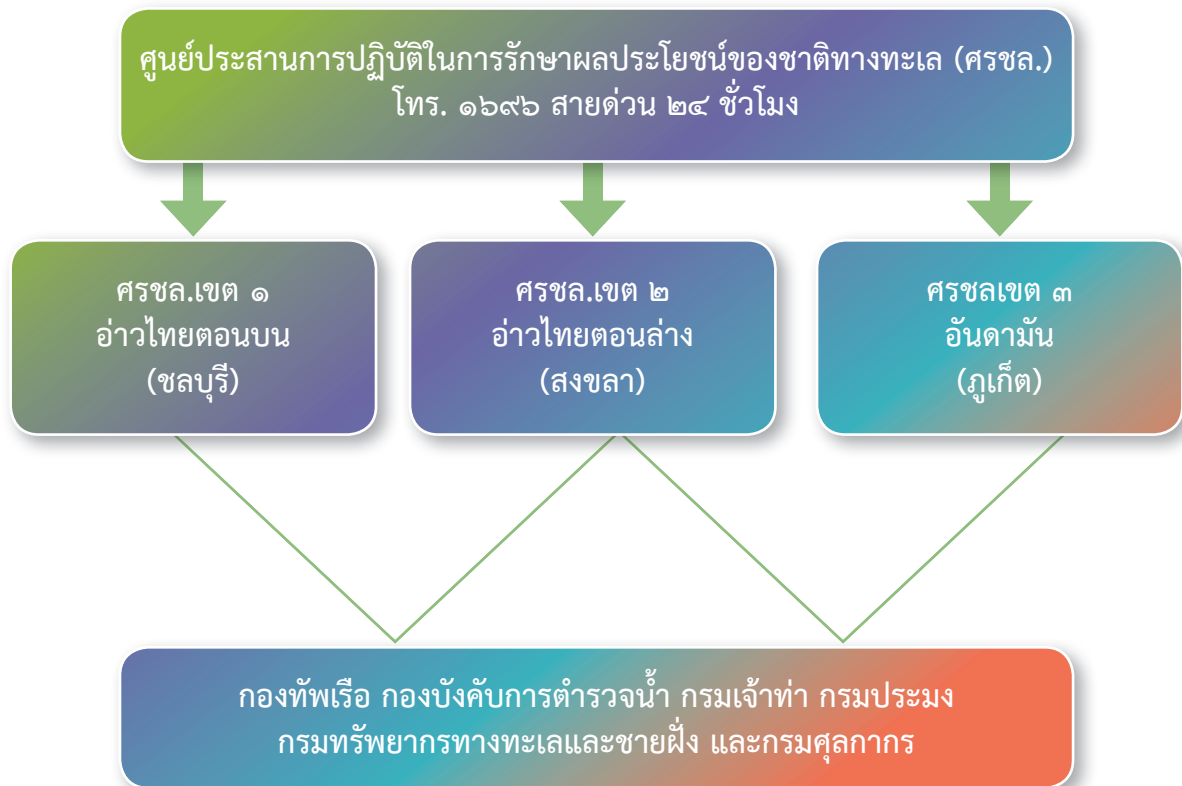 ศูนย์ประสานการปฏิบัติในการรักษาผลประโยชน์ของชาติทางทะเล (ศรชล.)
โทร. ๑๖๙๖ สายด่วน ๒๔ ชั่วโมง
ศรชล.เขต ๑
อ่าวไทยตอนบน
(ชลบุรี)
ศรชล.เขต ๒
อ่าวไทยตอนล่าง
(สงขลา)
ศรชลเขต ๓
อันดามัน
(ภูเก็ต)
กองทัพเรือ กองบังคับการตำรวจน้ำ กรมเจ้าท่า กรมประมง
กรมทรัพยากรทางทะเลและชายฝั่ง และกรมศุลกากร